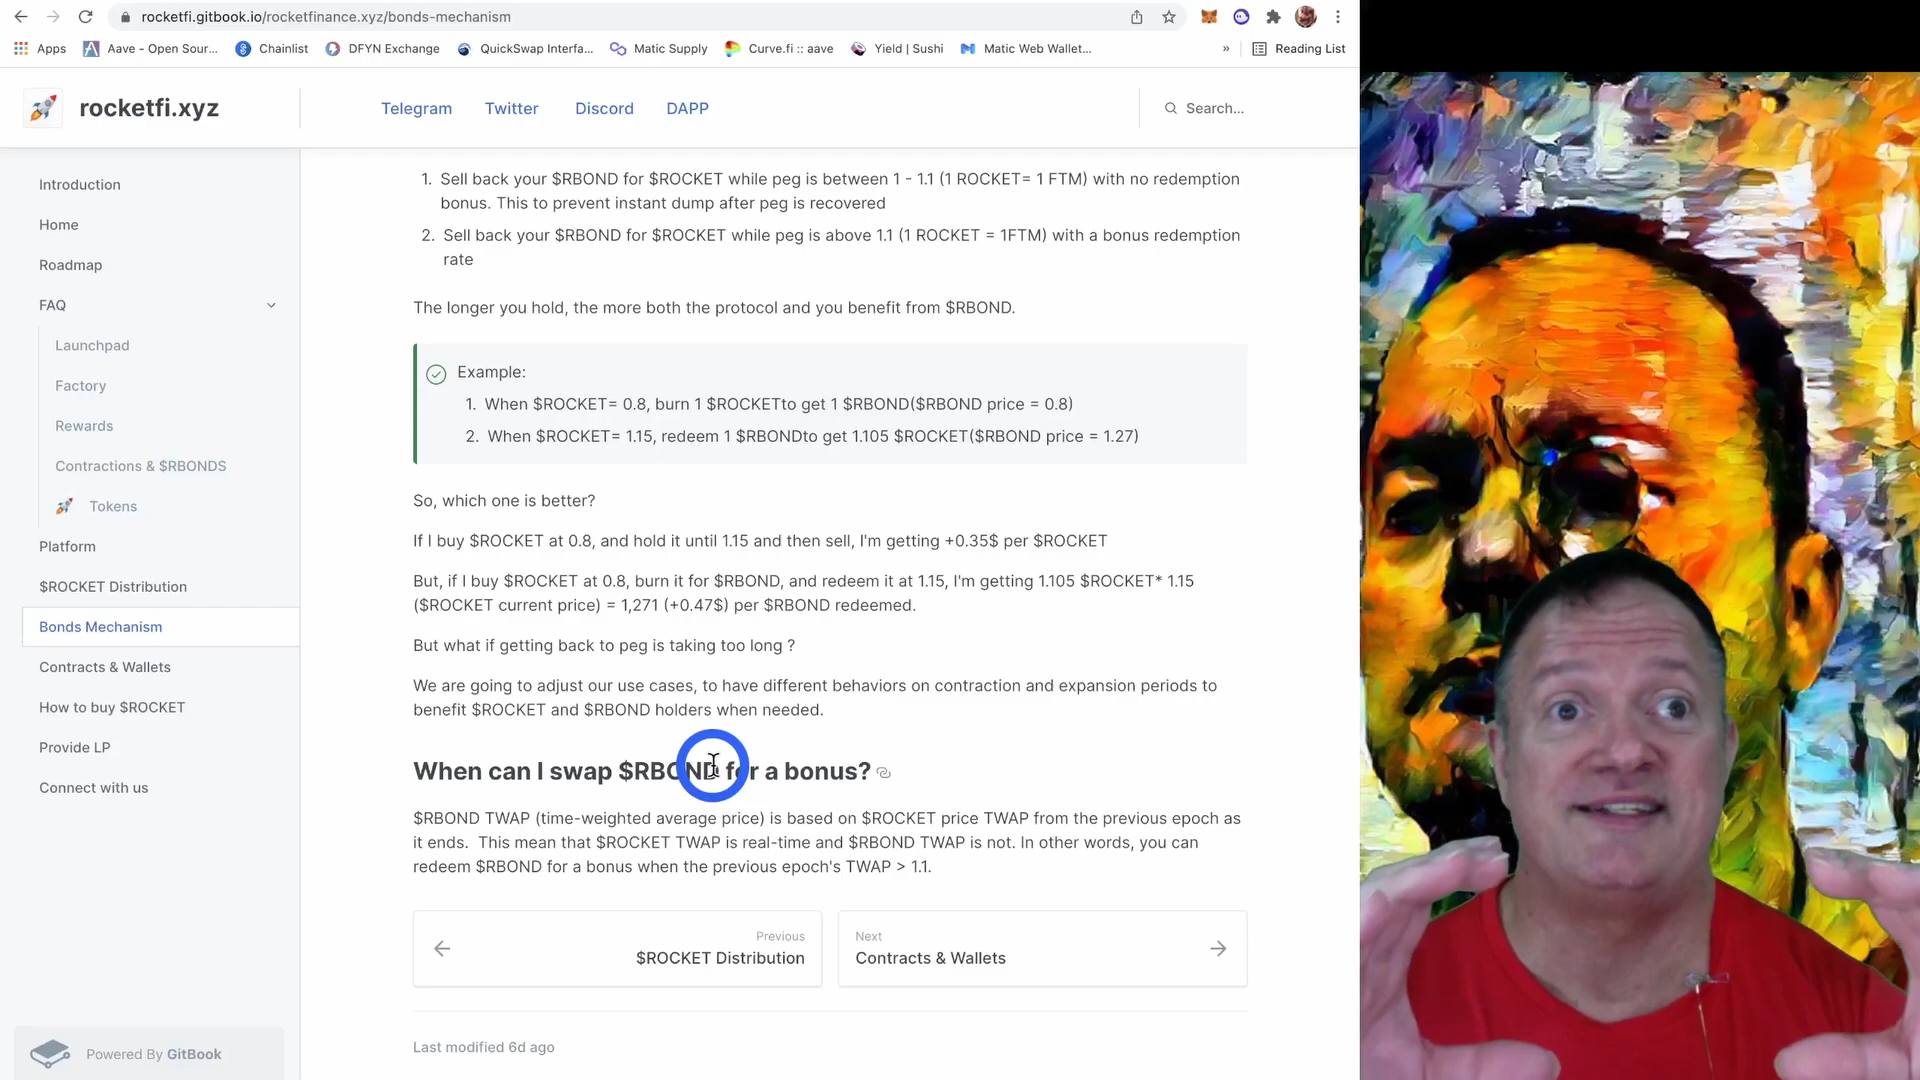 rocketfi.gitbook.io/rocketfinance.xyz/bonds-mechanism
Apps
Aave - Open Sour...
Chainlist
DFYN Exchange
QuickSwap Interfa...
Matic Supply
Curve.fi :: aave
Yield | Sushi
Matic Web Wallet...
»
Reading List
rocketfi.xyz
Telegram
Twitter
Discord
DAPP
Search...
Introduction
Home
Roadmap
FAQ
Launchpad
Factory
Rewards
Contractions & $RBONDS
Tokens
Platform
$ROCKET Distribution
Bonds Mechanism
Contracts & Wallets
How to buy $ROCKET
Provide LP
Connect with us
Powered By GitBook
1. Sell back your $RBOND for $ROCKET while peg is between 1 - 1.1 (1 ROCKET= 1 FTM) with no redemption
bonus. This to prevent instant dump after peg is recovered
2. Sell back your $RBOND for $ROCKET while peg is above 1.1 (1 ROCKET = 1FTM) with a bonus redemption
rate
The longer you hold, the more both the protocol and you benefit from $RBOND.
Example:
1. When $ROCKET= 0.8, burn 1 $ROCKETto get 1 $RBOND($RBOND price = 0.8)
2. When $ROCKET= 1.15, redeem 1 $RBONDto get 1.105 $ROCKET($RBOND price = 1.27)
So, which one is better?
If I buy $ROCKET at 0.8, and hold it until 1.15 and then sell, I'm getting +0.35$ per $ROCKET
But, if I buy $ROCKET at 0.8, burn it for $RBOND, and redeem it at 1.15, I'm getting 1.105 $ROCKET* 1.15
($ROCKET current price) = 1,271 (+0.47$) per $RBOND redeemed.
But what if getting back to peg is taking too long ?
We are going to adjust our use cases, to have different behaviors on contraction and expansion periods to
benefit $ROCKET and $RBOND holders when needed.
When can I swap $RBOND for a bonus?
$RBOND TWAP (time-weighted average price) is based on $ROCKET price TWAP from the previous epoch as
it ends. This mean that $ROCKET TWAP is real-time and $RBOND TWAP is not. In other words, you can
redeem $RBOND for a bonus when the previous epoch's TWAP > 1.1.
Previous
$ROCKET Distribution
Next
Contracts & Wallets
Last modified 6d ago